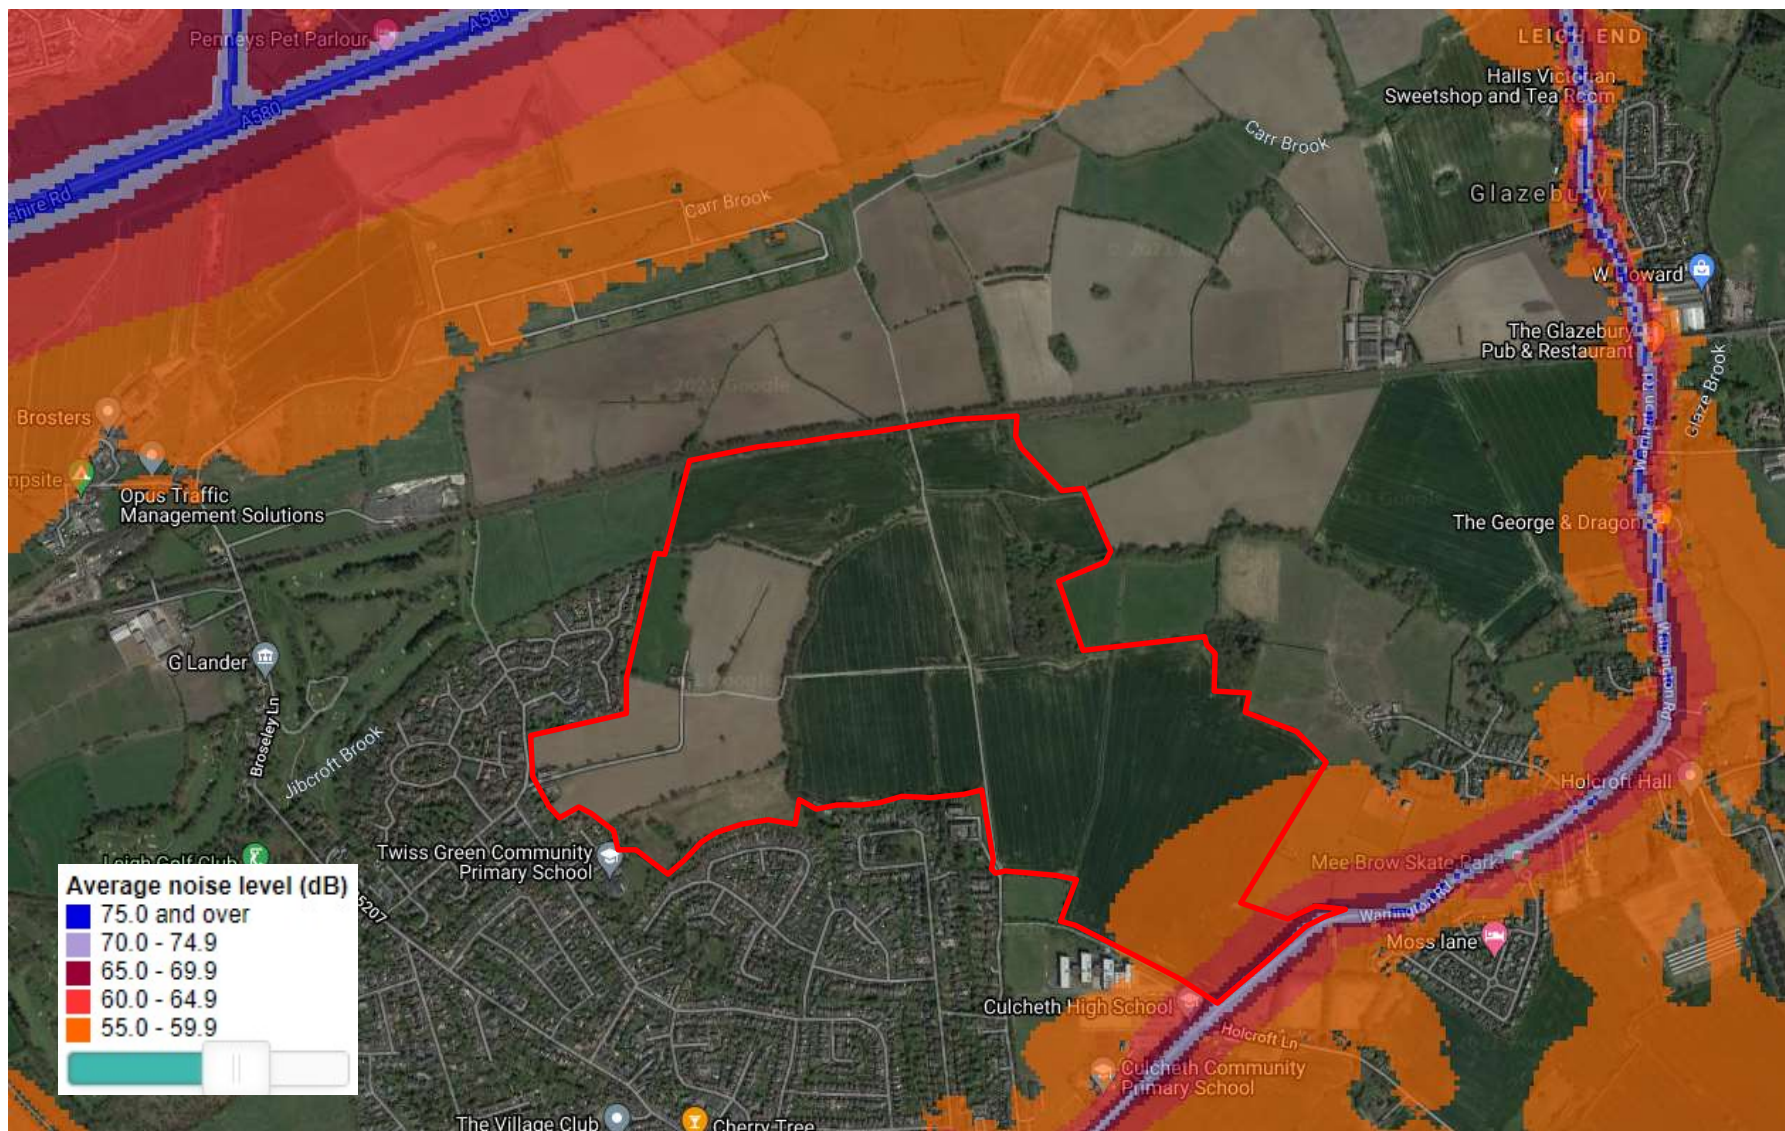 Penneys Pet Parlour
A580
A580
shire Rd
LEIGH END
Halls Victorian
Sweetshop and Tea Room
Carr Brook
Glazebury
Carr Brook
W Howard
The Glazebury
Pub & Restaurant
Glaze Brook
Warrington Rd
Brosters
mpsite
Opus Traffic
Management Solutions
The George & Dragon
G Lander
Broseley Ln
Jibcroft Brook
Warrington Rd
Holcroft Hall
Twiss Green Community
Primary School
Mee Brow Skate Park
Leigh Golf Club
Warrington Rd
Moss lane
5207
Culcheth High School
Holcroft Ln
Culcheth Community
Primary School
The Village Club
Cherry Tree
Average noise level (dB)
75.0 and over
70.0 - 74.9
65.0 - 69.9
60.0 - 64.9
55.0 - 59.9